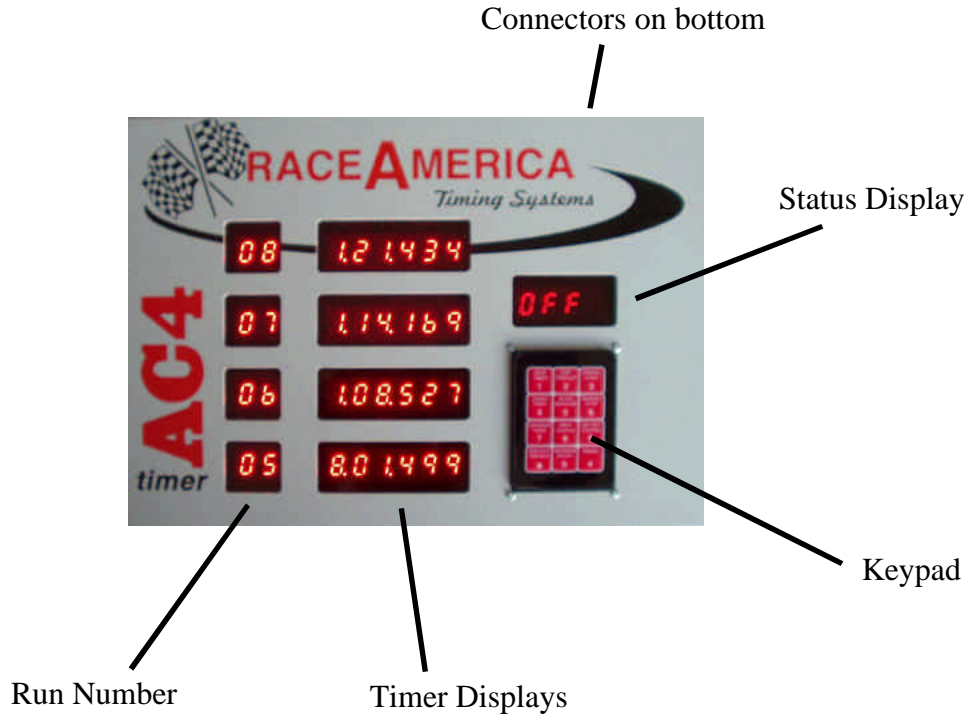 Connectors on bottom
RACEAMERICA
Timing Systems
Status Display
08 1.21.434
OFF
07 1.14.169
06 1.08.527
05 8.01.499
AC4
timer
Keypad
Run Number
Timer Displays